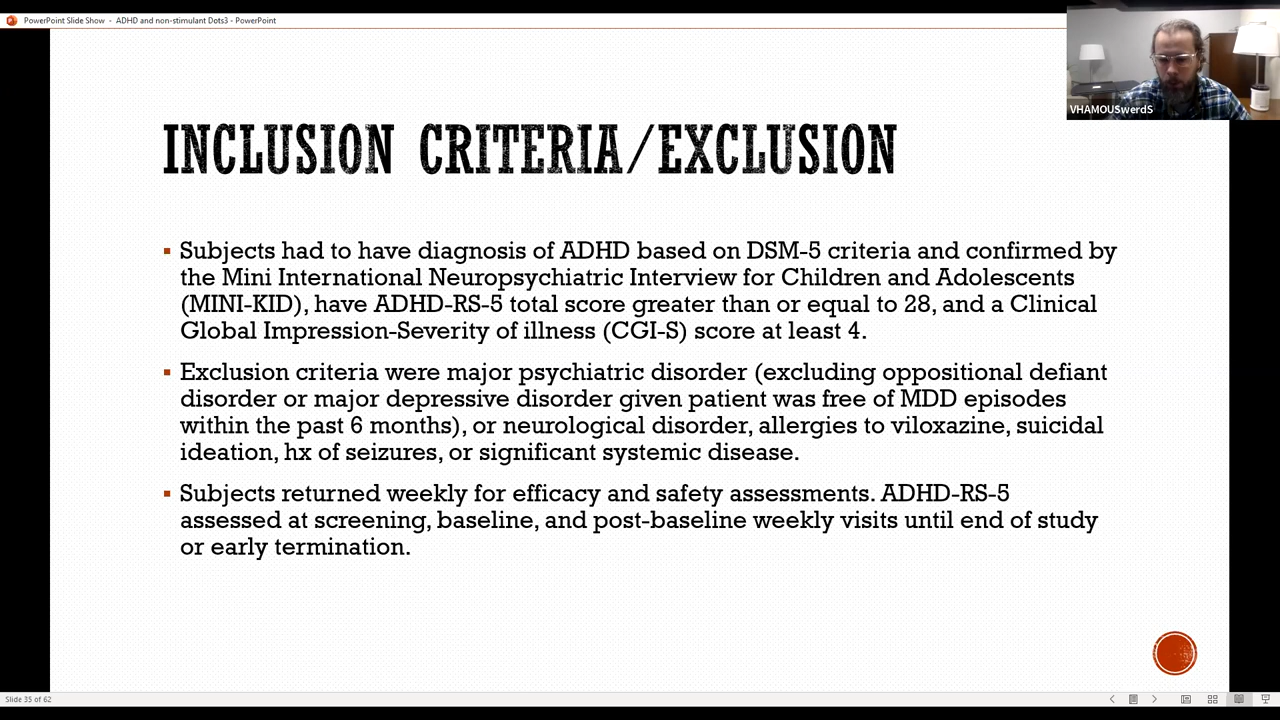 PowerPoint Slide Show - ADHD and non-stimulant Dots3 - PowerPoint
VHAMOUSwerdS
INCLUSION CRITERIA/EXCLUSION
Subjects had to have diagnosis of ADHD based on DSM-5 criteria and confirmed by
the Mini International Neuropsychiatric Interview for Children and Adolescents
(MINI-KID), have ADHD-RS-5 total score greater than or equal to 28, and a Clinical
Global Impression-Severity of illness (CGI-S) score at least 4.
Exclusion criteria were major psychiatric disorder (excluding oppositional defiant
disorder or major depressive disorder given patient was free of MDD episodes
within the past 6 months), or neurological disorder, allergies to viloxazine, suicidal
ideation, hx of seizures, or significant systemic disease.
Subjects returned weekly for efficacy and safety assessments. ADHD-RS-5
assessed at screening, baseline, and post-baseline weekly visits until end of study
or early termination.
Slide 35 of 62